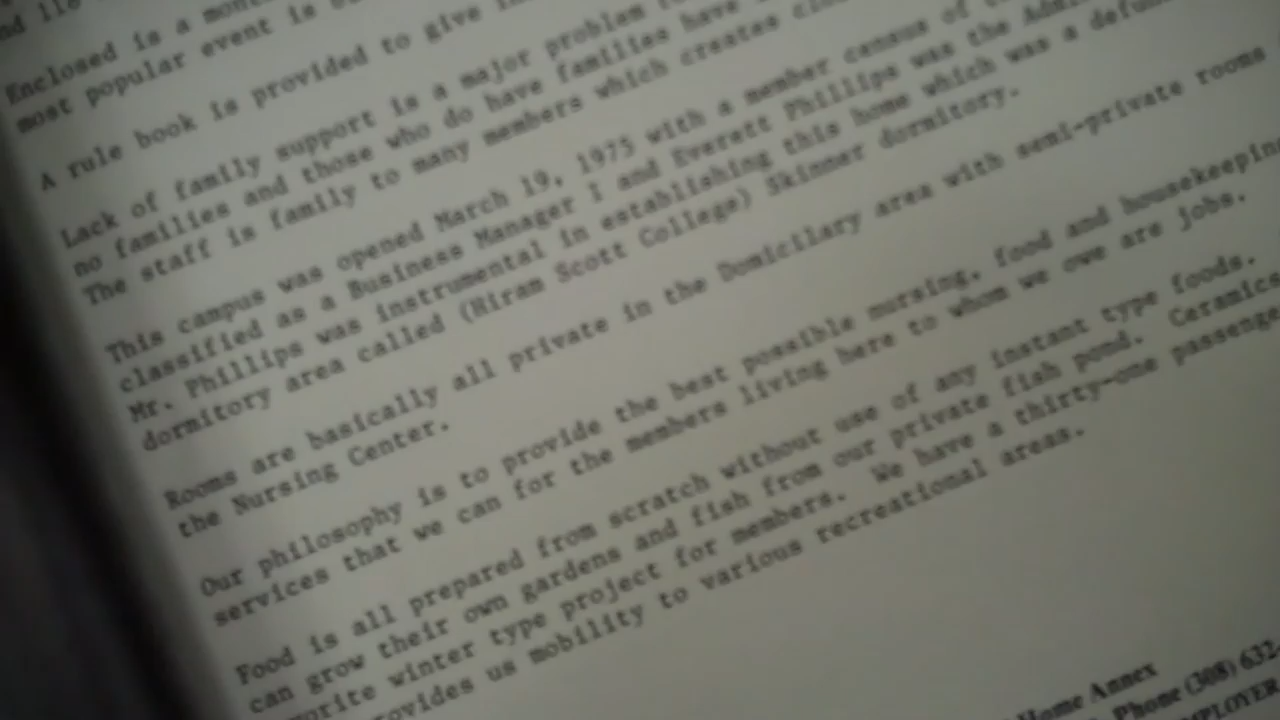 Enclosed is a
most popular event is
A rule book is provided to give
Lack of family support is a major problem
no families and those who do have families have
The staff is family to many members which creates
This campus was opened March 19, 1975 with a member census of
classified as a Business Manager I and Everett Phillips was the
Mr. Phillips was instrumental in establishing this home which was a
dormitory area called (Hiram Scott College) Skinner dormitory.
Rooms are basically all private in the Domicilary area with semi-private rooms
the Nursing Center.
Our philosophy is to provide the best possible nursing, food and housekeeping
services that we can for the members living here to whom we owe are jobs.
Food is all prepared from scratch without use of any instant type foods.
can grow their own gardens and fish from our private fish pond. Ceramics
winter type project for members. We have a thirty-one
us mobility to various recreational areas.
Home Annex
Phone (308) 632-